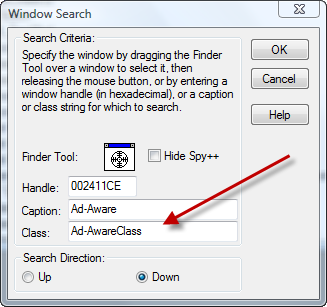 Window Search
Search Criteria:
Specify the window by dragging the Finder
Tool over a window to select it, then
releasing the mouse button, or by entering a
window handle (in hexadecimal), or a caption
or class string for which to search.
OK
Cancel
Help
Finder Tool:
Hide Spy++
Handle: 002411CE
Caption: Ad-Aware
Class: Ad-AwareClass
Search Direction:
Up
Down